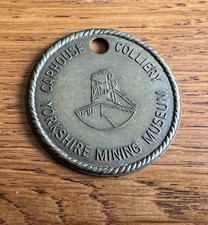 CAPHOUSE COLLIERY
YORKSHIRE MINING MUSEUM